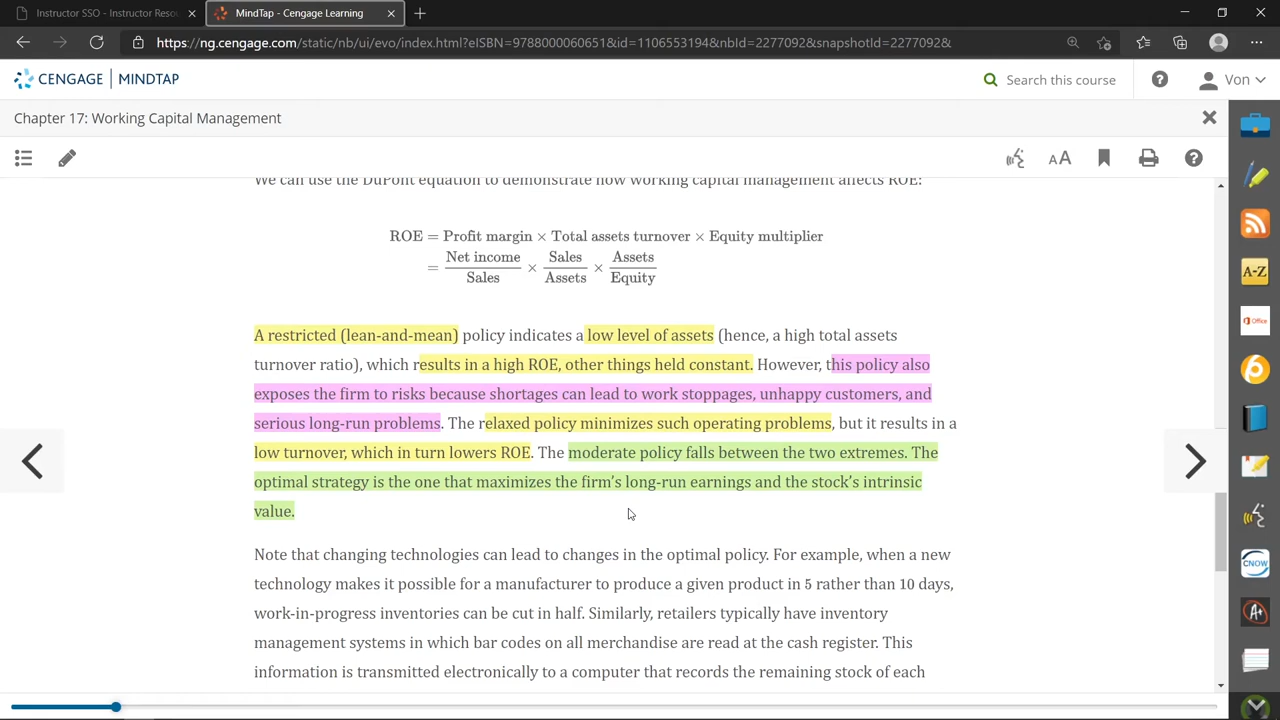 Instructor SSO - Instructor Resou
MindTap - Cengage Learning
https://ng.cengage.com/static/nb/ui/evo/index.html?eISBN=9788000060651&id=1106553194&nbId=2277092&snapshotId=2277092&
CENGAGE | MINDTAP
Search this course
Von
Chapter 17: Working Capital Management
AA
We can use the DuPont equation to demonstrate how working capital management affects ROE:
ROE = Profit margin × Total assets turnover × Equity multiplier
= Net income/Sales × Sales/Assets × Assets/Equity
A restricted (lean-and-mean) policy indicates a low level of assets (hence, a high total assets
turnover ratio), which results in a high ROE, other things held constant. However, this policy also
exposes the firm to risks because shortages can lead to work stoppages, unhappy customers, and
serious long-run problems. The relaxed policy minimizes such operating problems, but it results in a
low turnover, which in turn lowers ROE. The moderate policy falls between the two extremes. The
optimal strategy is the one that maximizes the firm's long-run earnings and the stock's intrinsic
value.
Note that changing technologies can lead to changes in the optimal policy. For example, when a new
technology makes it possible for a manufacturer to produce a given product in 5 rather than 10 days,
work-in-progress inventories can be cut in half. Similarly, retailers typically have inventory
management systems in which bar codes on all merchandise are read at the cash register. This
information is transmitted electronically to a computer that records the remaining stock of each
A-Z
Office
CNOW
A+